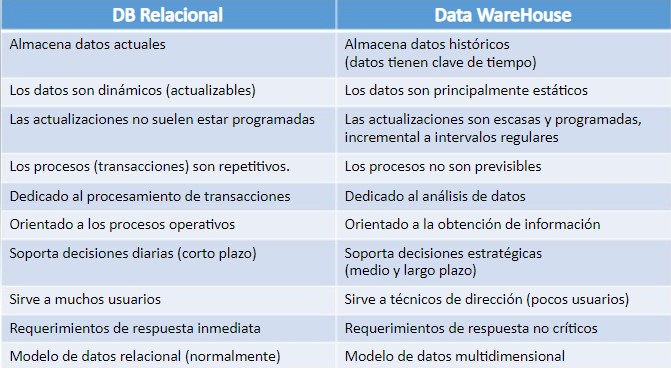 DB Relacional
Data WareHouse
Almacena datos actuales
Almacena datos históricos
(datos tienen clave de tiempo)
Los datos son dinámicos (actualizables)
Los datos son principalmente estáticos
Las actualizaciones no suelen estar programadas
Las actualizaciones son escasas y programadas,
incremental a intervalos regulares
Los procesos (transacciones) son repetitivos.
Los procesos no son previsibles
Dedicado al procesamiento de transacciones
Dedicado al análisis de datos
Orientado a los procesos operativos
Orientado a la obtención de información
Soporta decisiones diarias (corto plazo)
Soporta decisiones estratégicas
(medio y largo plazo)
Sirve a muchos usuarios
Sirve a técnicos de dirección (pocos usuarios)
Requerimientos de respuesta inmediata
Requerimientos de respuesta no críticos
Modelo de datos relacional (normalmente)
Modelo de datos multidimensional